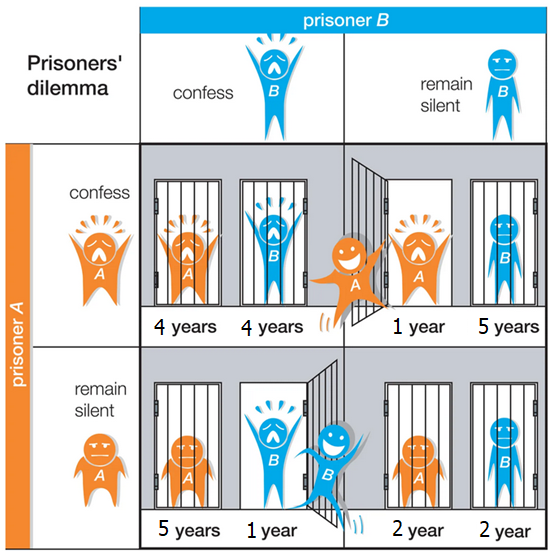 prisoner B
Prisoners'
dilemma
confess
B
remain
silent
B
prisoner A
confess
A
A
B
A
A
B
4 years
4 years
1 year
5 years
remain
silent
A
A
B
B
A
B
5 years
1 year
2 year
2 year